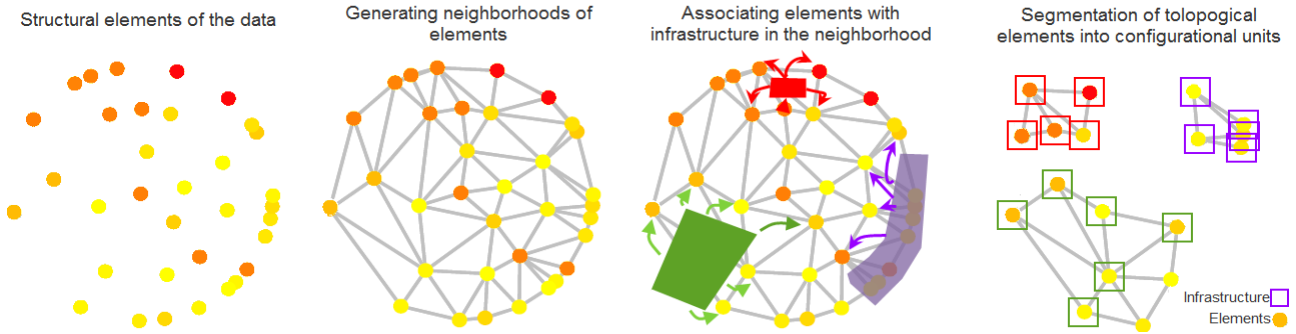 Structural elements of the data
Generating neighborhoods of
elements
Associating elements with
infrastructure in the neighborhood
Segmentation of tolopogical
elements into configurational units
Infrastructure
Elements